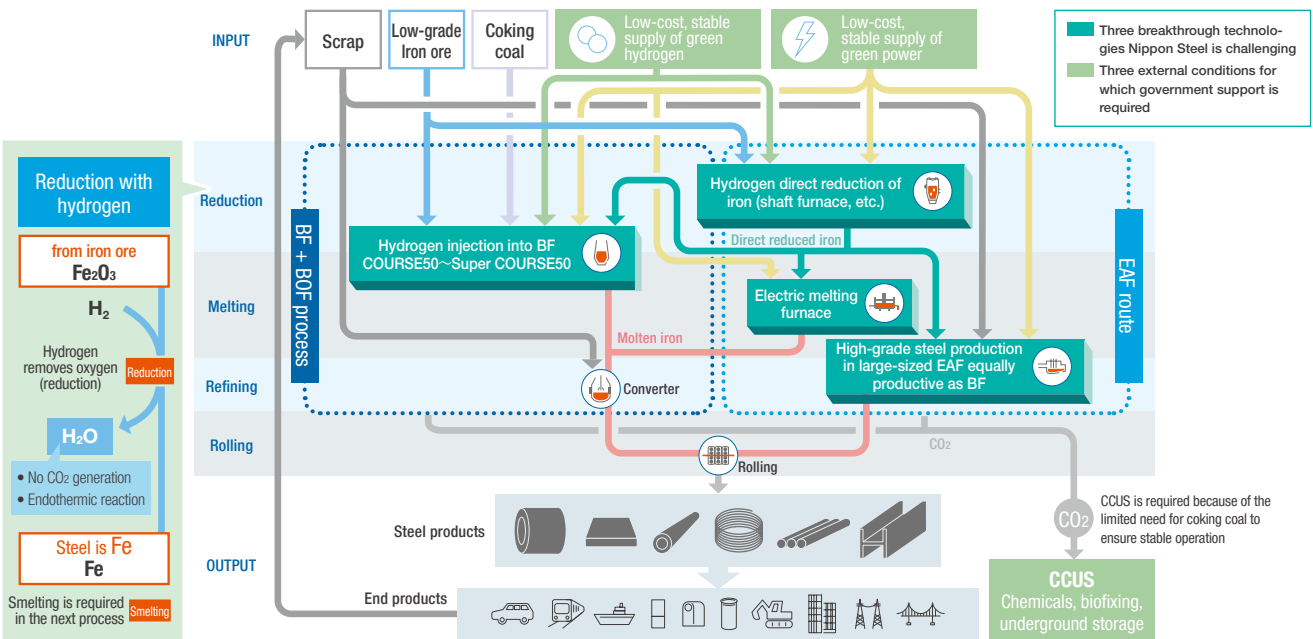 INPUT
Scrap
Low-grade
Iron ore
Coking
coal
Low-cost, stable
supply of green
hydrogen
Low-cost,
stable supply of
green power
Three breakthrough technolo-
gies Nippon Steel is challenging
Three external conditions for
which government support is
required
Reduction with
hydrogen
from iron ore
Fe₂O₃
H₂
Hydrogen
removes oxygen
(reduction)
Reduction
H₂O
• No CO₂ generation
• Endothermic reaction
Steel is Fe
Fe
Smelting is required
in the next process
Smelting
Reduction
Melting
Refining
Rolling
OUTPUT
BF + BOF process
EAF route
Hydrogen direct reduction of
iron (shaft furnace, etc.)
Direct reduced iron
Hydrogen injection into BF
COURSE50～Super COURSE50
Electric melting
furnace
Molten iron
High-grade steel production
in large-sized EAF equally
productive as BF
Converter
CO₂
Rolling
Steel products
CO₂
CCUS is required because of the
limited need for coking coal to
ensure stable operation
CCUS
Chemicals, biofixing,
underground storage
End products